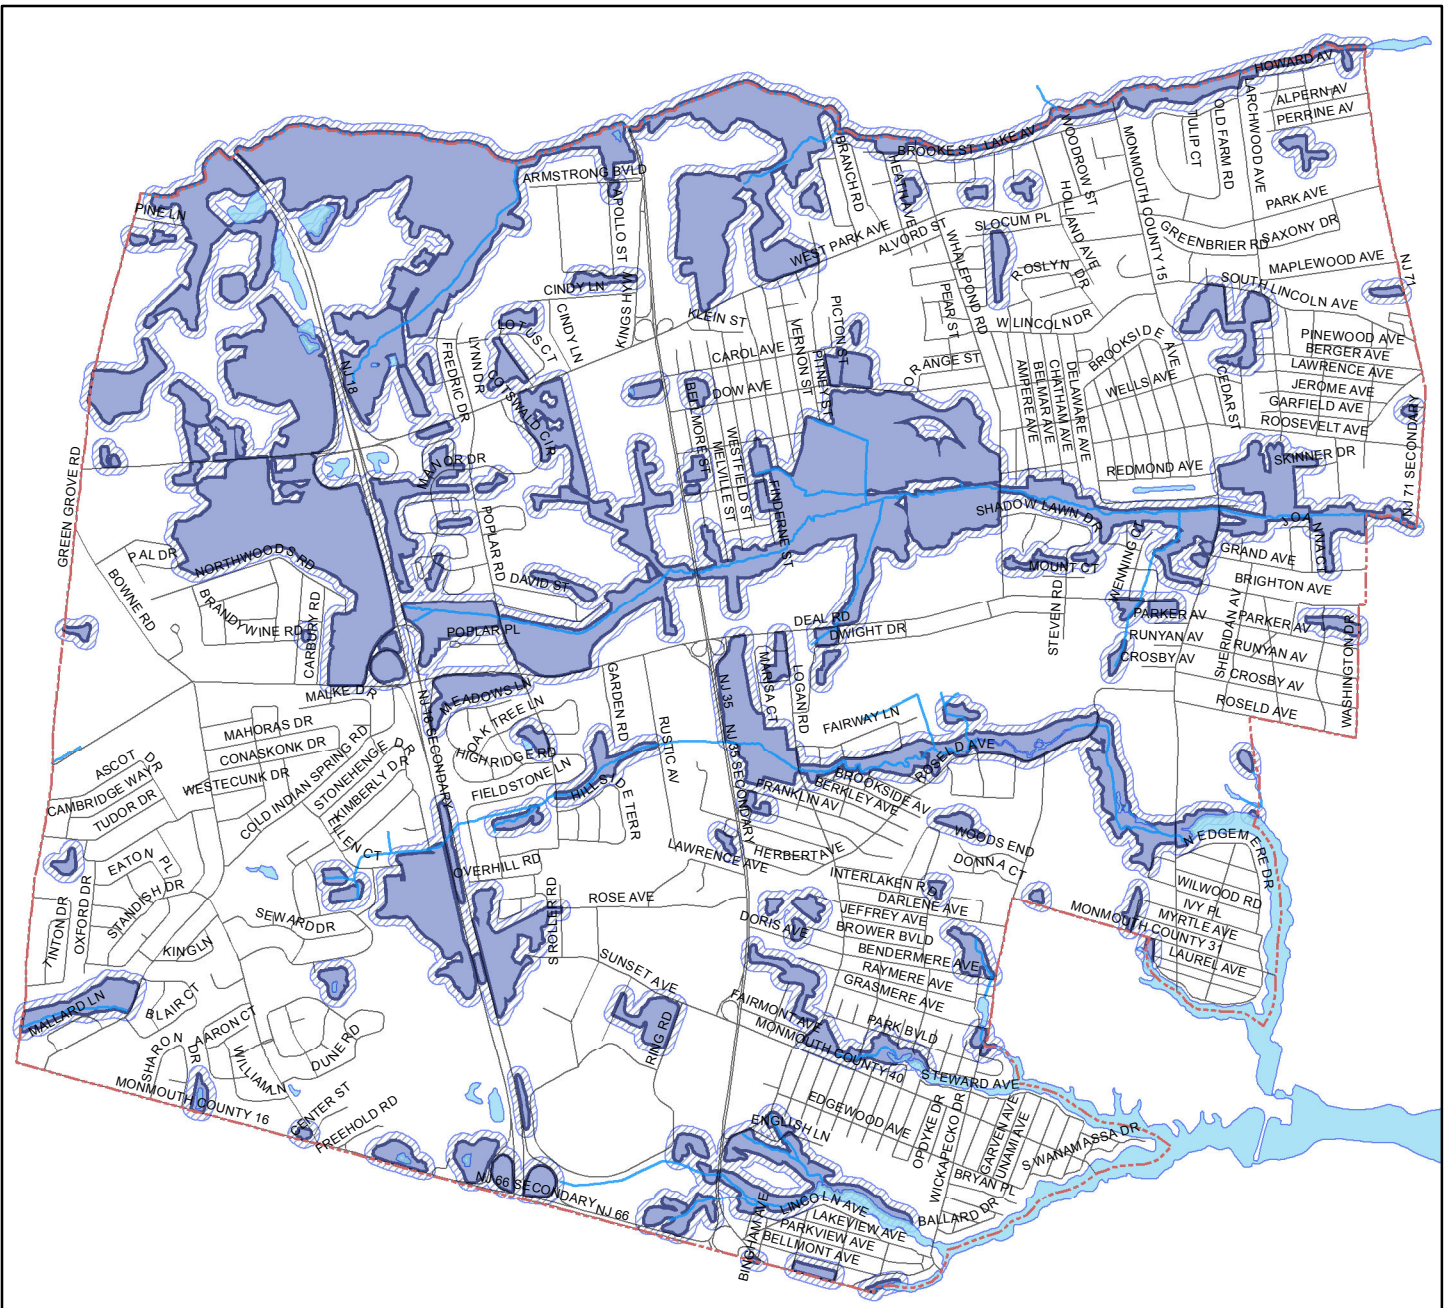 HOWARD AV
ALPERN AV
PERRINE AV
LARCHWOOD AVE
OLD FARM RD
TULIP CT
MONMOUTH COUNTY 15
WOODROW ST
LAKE AV
BROOKE ST
BRANCH RD
HEATH AVE
ARMSTRONG BVLD
APOLLO ST
PINE LN
HOLLAND AVE
SLOCUM PL
ALVORD ST
WEST PARK AVE
PARK AVE
SAXONY DR
GREENBRIER RD
MAPLEWOOD AVE
NJ 71
SOUTH LINCOLN AVE
ROSLYN DR
WHALEPOND RD
W LINCOLN DR
PEAR ST
KINGS HWY
CINDY LN
CINDY LN
LOTUS CT
KLEIN ST
PICTON ST
VERNON ST
PITNEY ST
CAROL AVE
DOW AVE
ORANGE ST
BROOKSIDE AVE
WELLS AVE
PINEWOOD AVE
BERGER AVE
LAWRENCE AVE
JEROME AVE
GARFIELD AVE
ROOSEVELT AVE
CEDAR ST
NJ 18
LYNN DR
FREDRIC DR
COTSWALD CIR
BELLMORE ST
WESTFIELD ST
MELVILLE ST
FINDERNE ST
AMPERE AVE
BELMAR AVE
CHATHAM AVE
DELAWARE AVE
REDMOND AVE
SKINNER DR
NJ 71 SECONDARY
GREEN GROVE RD
MANOR DR
POPLAR RD
SHADOW LAWN DR
JOANNA CT
PAL DR
NORTHWOODS RD
BOWNE RD
BRANDYWINE RD
CARBURY RD
DAVID ST
POPLAR PL
MOUNT CT
WENNING CT
GRAND AVE
BRIGHTON AVE
STEVEN RD
DEAL RD
DWIGHT DR
PARKER AV
RUNYAN AV
CROSBY AV
SHERIDAN AV
PARKER AV
RUNYAN AV
CROSBY AV
ROSELD AVE
WASHINGTON DR
MALKE DR
MEADOWS LN
NJ 18 SECONDARY
GARDEN RD
RUSTIC AV
NJ 35
MARISA CT
LOGAN RD
FAIRWAY LN
MAHORAS DR
CONASKONK DR
WESTECUNK DR
COLD INDIAN SPRING RD
STONEHENGE DR
KIMBERLY DR
ELLEN CT
OAK TREE LN
HIGHRIDGE RD
FIELDSTONE LN
HILLSIDE TERR
NJ 35 SECONDARY
ROSELD AVE
BROOKSIDE AV
BERKLEY AVE
FRANKLIN AV
ASCOT DR
CAMBRIDGE WAY
TUDOR DR
EATON PL
STANDISH DR
OXFORD DR
TINTON DR
OVERHILL RD
LAWRENCE AVE
HERBERT AVE
WOODS END
DONNA CT
N EDGEMERE DR
SEWARD DR
S HOLLER RD
ROSE AVE
INTERLAKEN RD
DARLENE AVE
JEFFREY AVE
BROWER BVLD
BENDERMERE AVE
DORIS AVE
RAYMERE AVE
GRASMERE AVE
MONMOUTH COUNTY 31
WILWOOD RD
IVY PL
MYRTLE AVE
LAUREL AVE
KING LN
MALLARD LN
BLAIR CT
AARON CT
SHARON DR
WILLIAM LN
DUNE RD
SUNSET AVE
RING RD
FAIRMONT AVE
PARK BVLD
MONMOUTH COUNTY 40
STEWARD AVE
MONMOUTH COUNTY 16
CENTER ST
FREEHOLD RD
EDGEWOOD AVE
ENGLISH LN
OPDYKE DR
WICKAPECKO DR
GARVEN AVE
UNAMI AVE
S WANAMASSA DR
BRYAN PL
BALLARD DR
NJ 66 SECONDARY
NJ 66
BINGHAM AVE
LINCOLN AVE
LAKEVIEW AVE
PARKVIEW AVE
BELLMONT AVE